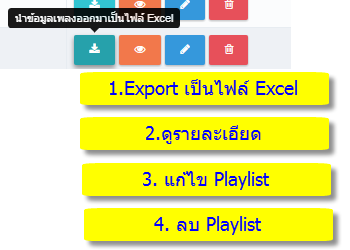 นำข้อมูลเพลงออกมาเป็นไฟล์ Excel
1.Export เป็นไฟล์ Excel
2.ดูรายละเอียด
3. แก้ไข Playlist
4. ลบ Playlist